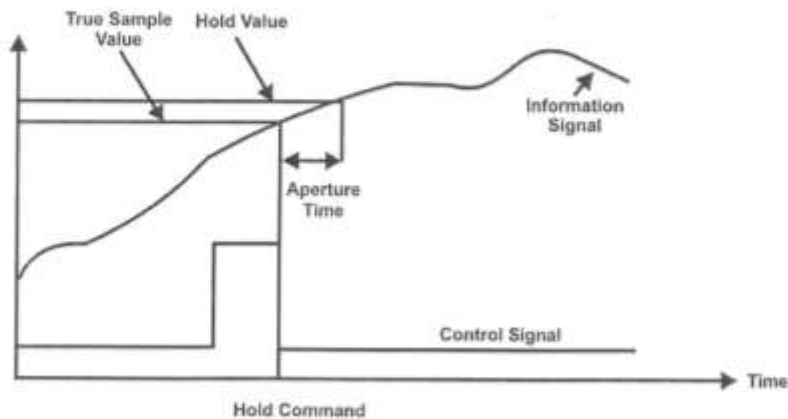 True Sample
Value
Hold Value
Information
Signal
Aperture
Time
Control Signal
Time
Hold Command